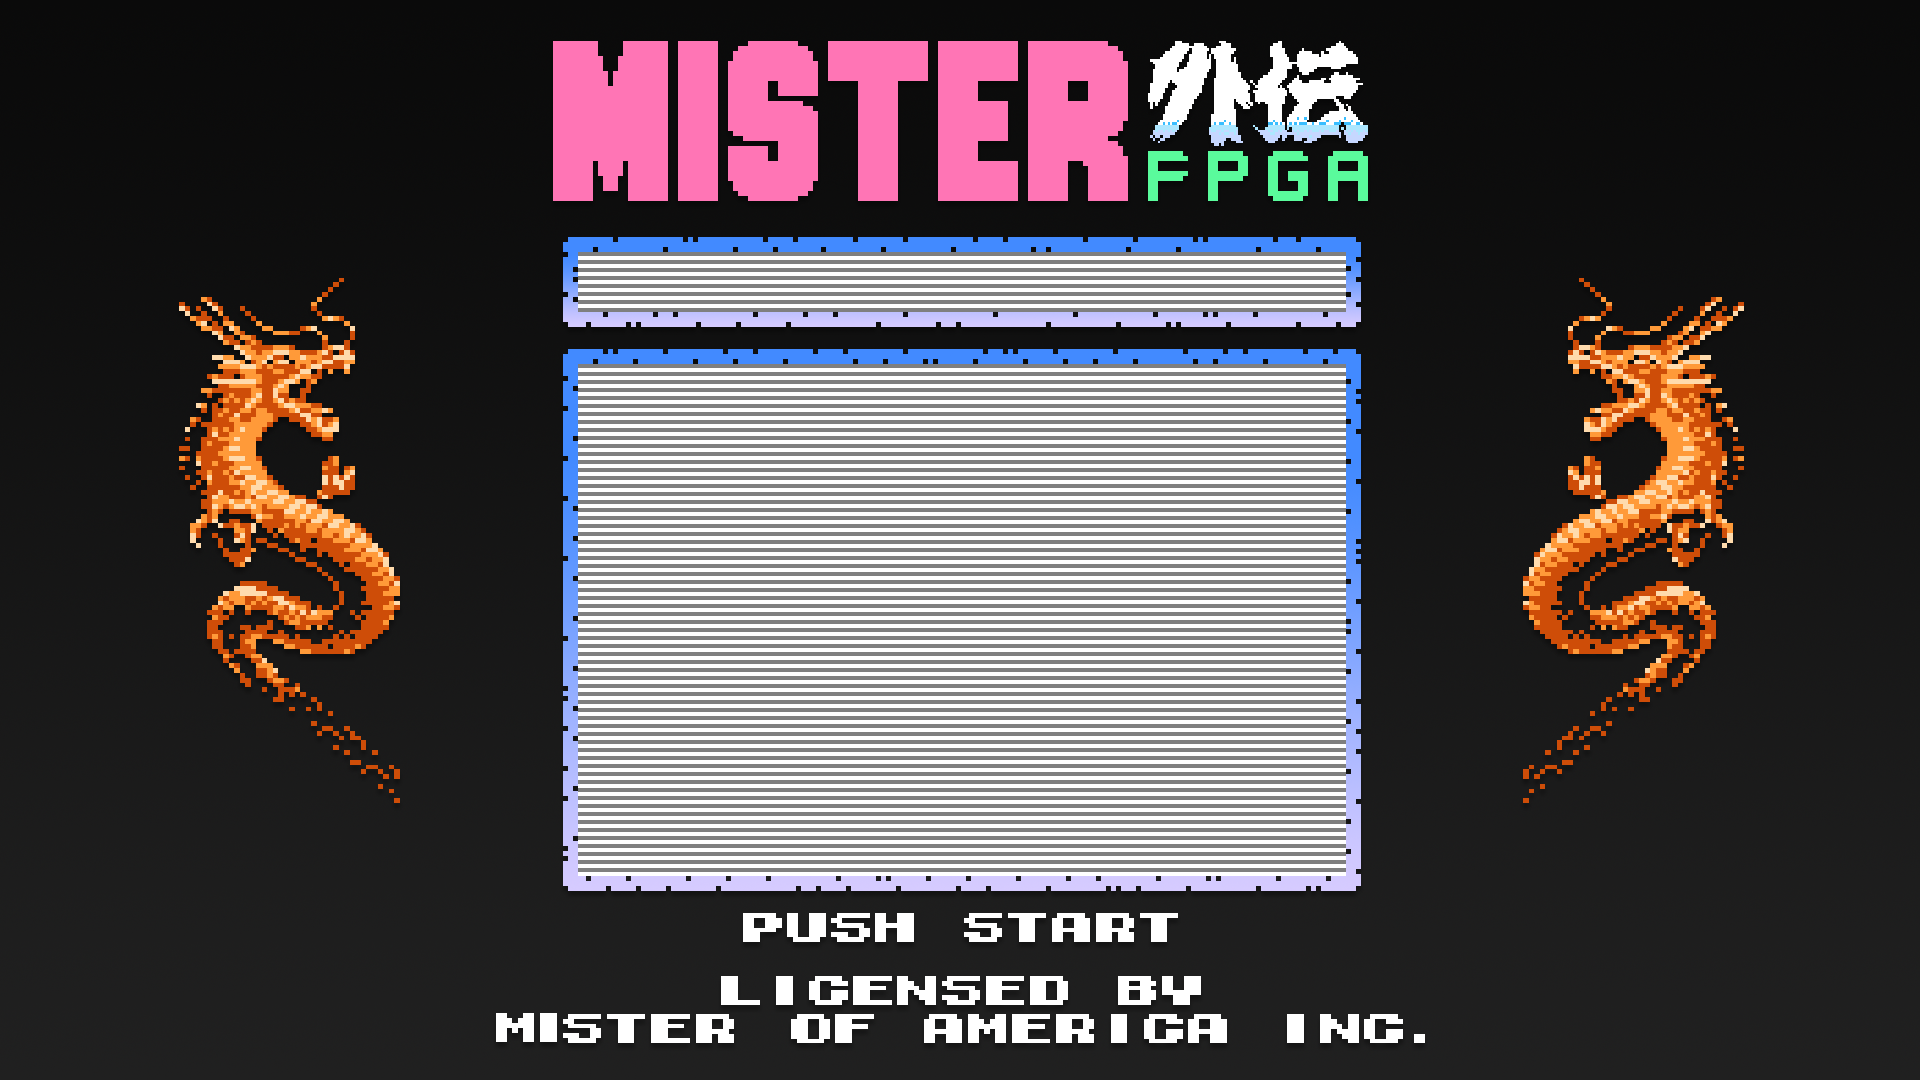 MISTER 外伝
FPGA
PUSH START
LICENSED BY
MISTER OF AMERICA INC.